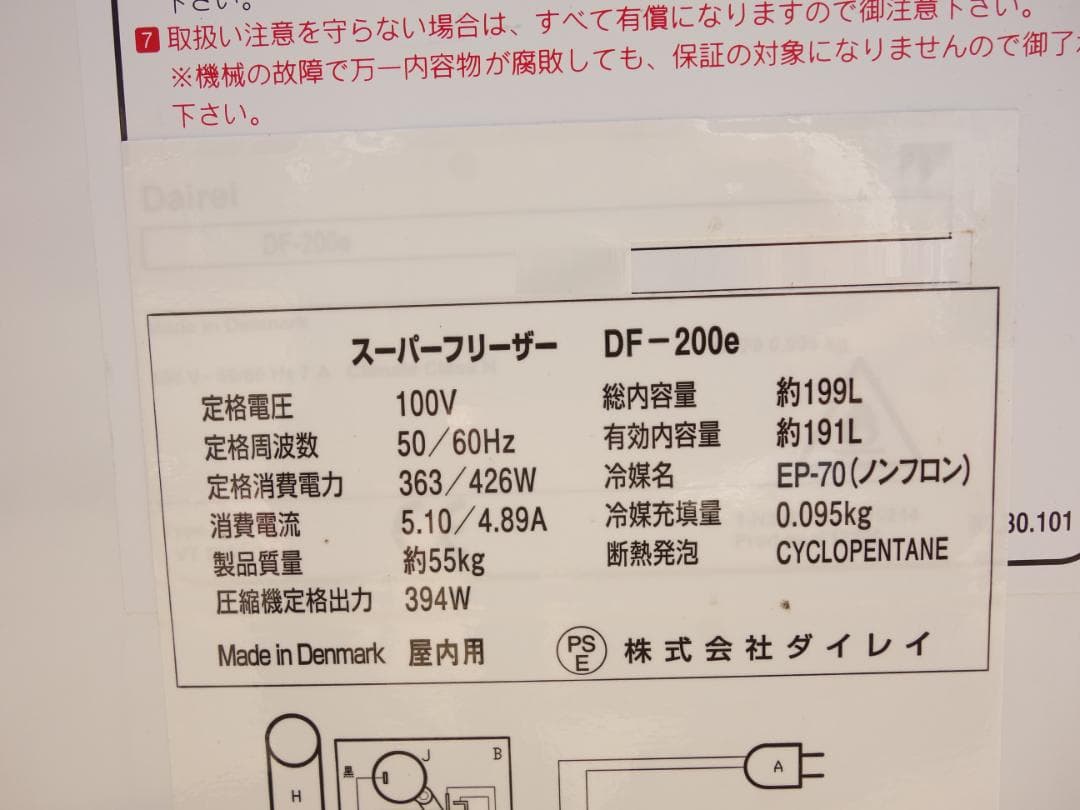 下さい。
7 取扱い注意を守らない場合は、すべて有償になりますので御注意下さい。
※機械の故障で万一内容物が腐敗しても、保証の対象になりませんので御了
下さい。
Dairei
DF-200e
Made in Denmark
スーパーフリーザー DF-200e
定格電圧 100V
定格周波数 50/60Hz
定格消費電力 363/426W
消費電流 5.10/4.89A
製品質量 約55kg
圧縮機定格出力 394W
総内容量 約199L
有効内容量 約191L
冷媒名 EP-70(ノンフロン)
冷媒充填量 0.095kg
断熱発泡 CYCLOPENTANE
30.101
Made in Denmark 屋内用 PSE 株式会社ダイレイ
H
黒
J
B
A